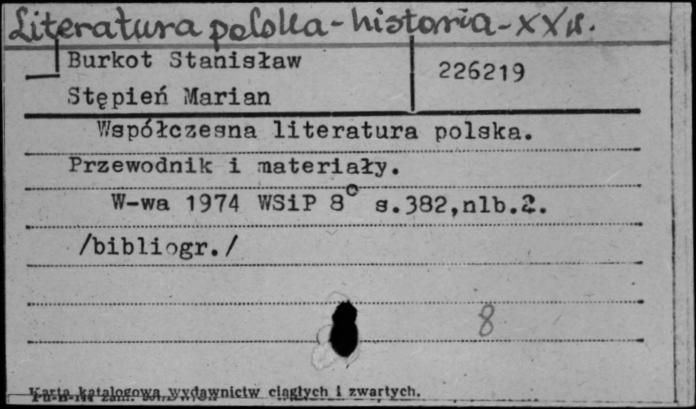 Literatura polska - historia - XX w.
Burkot Stanisław
226219
Stępień Marian
Współczesna literatura polska.
Przewodnik i materiały.
W-wa 1974 WSiP 8° s.382,nlb.2.
/bibliogr./
8
Karta katalogowa wydawnictw ciągłych i zwartych.